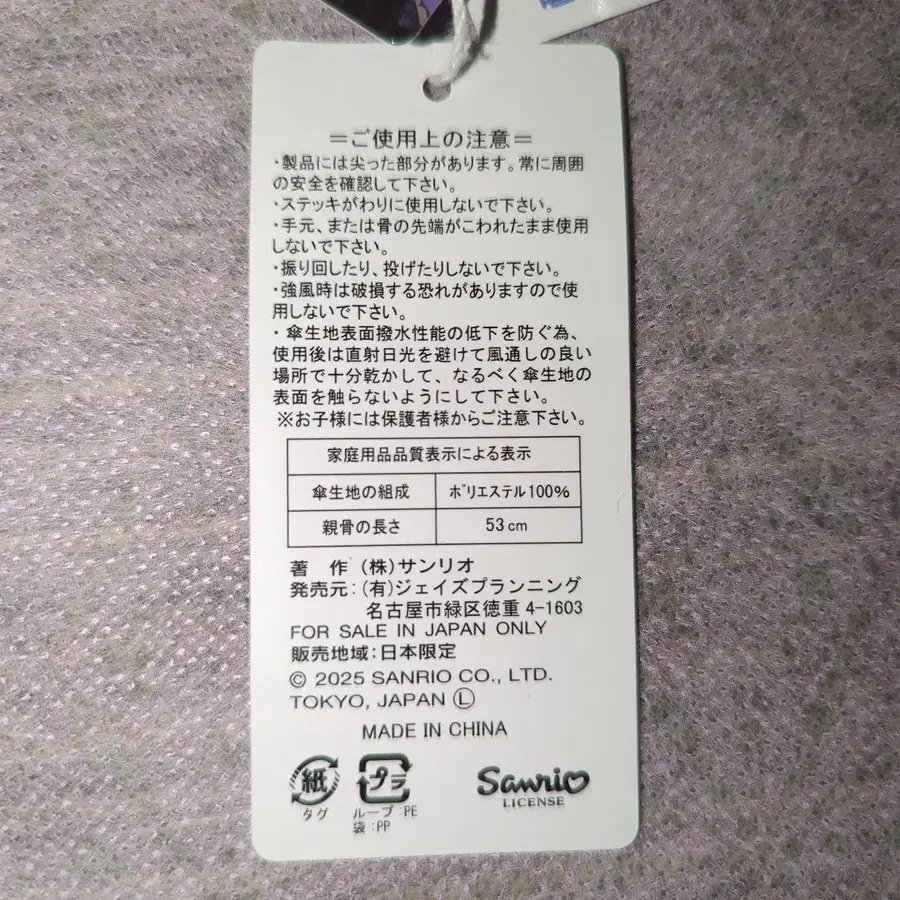 ＝ご使用上の注意＝
・製品には尖った部分があります。常に周囲
の安全を確認して下さい。
・ステッキがわりに使用しないで下さい。
・手元、または骨の先端がこわれたまま使用
しないで下さい。
・振り回したり、投げたりしないで下さい。
・強風時は破損する恐れがありますので使
用しないで下さい。
・傘生地表面撥水性能の低下を防ぐ為、
使用後は直射日光を避けて風通しの良い
場所で十分乾かして、なるべく傘生地の
表面を触らないようにして下さい。
※お子様には保護者様からご注意下さい。
家庭用品品質表示による表示
傘生地の組成 ポリエステル100%
親骨の長さ 53cm
著　作（株）サンリオ
発売元：（有）ジェイズプランニング
名古屋市緑区徳重 4-1603
FOR SALE IN JAPAN ONLY
販売地域：日本限定
© 2025 SANRIO CO., LTD.
TOKYO, JAPAN Ⓛ
MADE IN CHINA
紙 プラ Sanrio
LICENSE
タグ ループ：PE
袋：PP